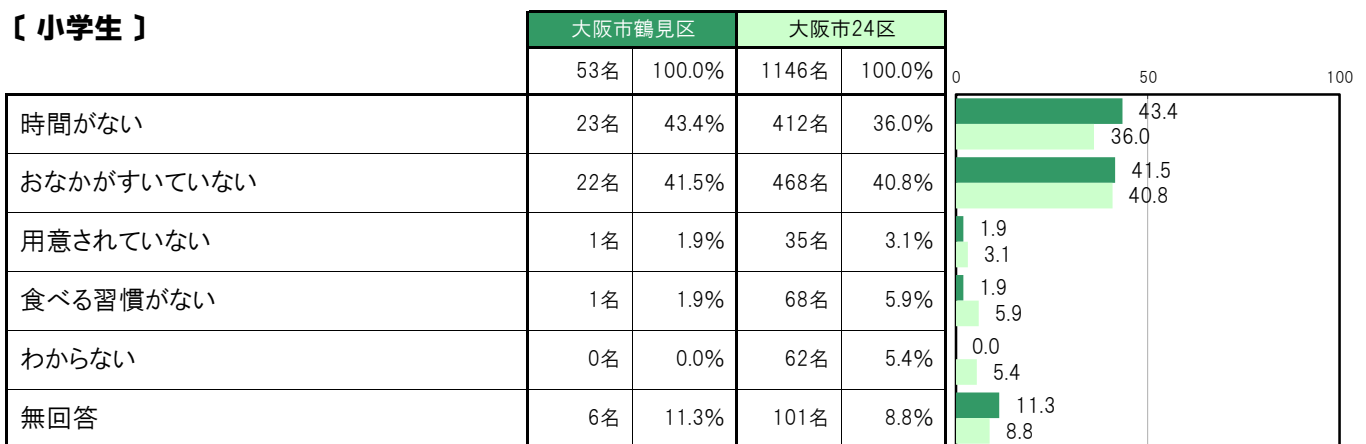 〔 小学生 〕
大阪市鶴見区 大阪市24区
53名 100.0% 1146名 100.0%
0 50 100
時間がない 23名 43.4% 412名 36.0%
43.4
36.0
おなかがすいていない 22名 41.5% 468名 40.8%
41.5
40.8
用意されていない 1名 1.9% 35名 3.1%
1.9
3.1
食べる習慣がない 1名 1.9% 68名 5.9%
1.9
5.9
わからない 0名 0.0% 62名 5.4%
0.0
5.4
無回答 6名 11.3% 101名 8.8%
11.3
8.8